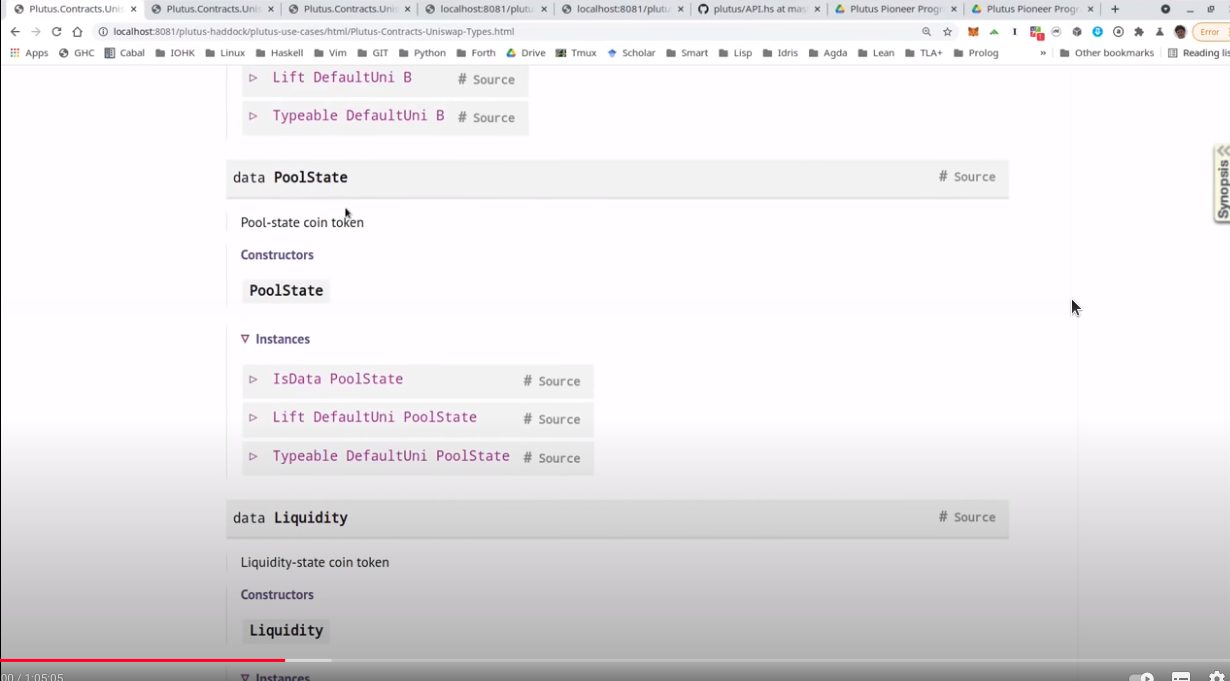 Plutus.Contracts.Unis Plutus.Contracts.Unis Plutus.Contracts.Unis localhost:8081/plutu localhost:8081/plutu plutus/API.hs at mas Plutus Pioneer Progr Plutus Pioneer Progr
localhost:8081/plutus-haddock/plutus-use-cases/html/Plutus-Contracts-Uniswap-Types.html Error
Apps GHC Cabal IOHK Linux Haskell Vim GIT Python Forth Drive Tmux Scholar Smart Lisp Idris Agda Lean TLA+ Prolog » Other bookmarks Reading lis
▷ Lift DefaultUni B # Source
▷ Typeable DefaultUni B # Source
data PoolState # Source
Synopsis
Pool-state coin token
Constructors
PoolState
▽ Instances
▷ IsData PoolState # Source
▷ Lift DefaultUni PoolState # Source
▷ Typeable DefaultUni PoolState # Source
data Liquidity # Source
Liquidity-state coin token
Constructors
Liquidity
▽ Instances
00 / 1:05:05